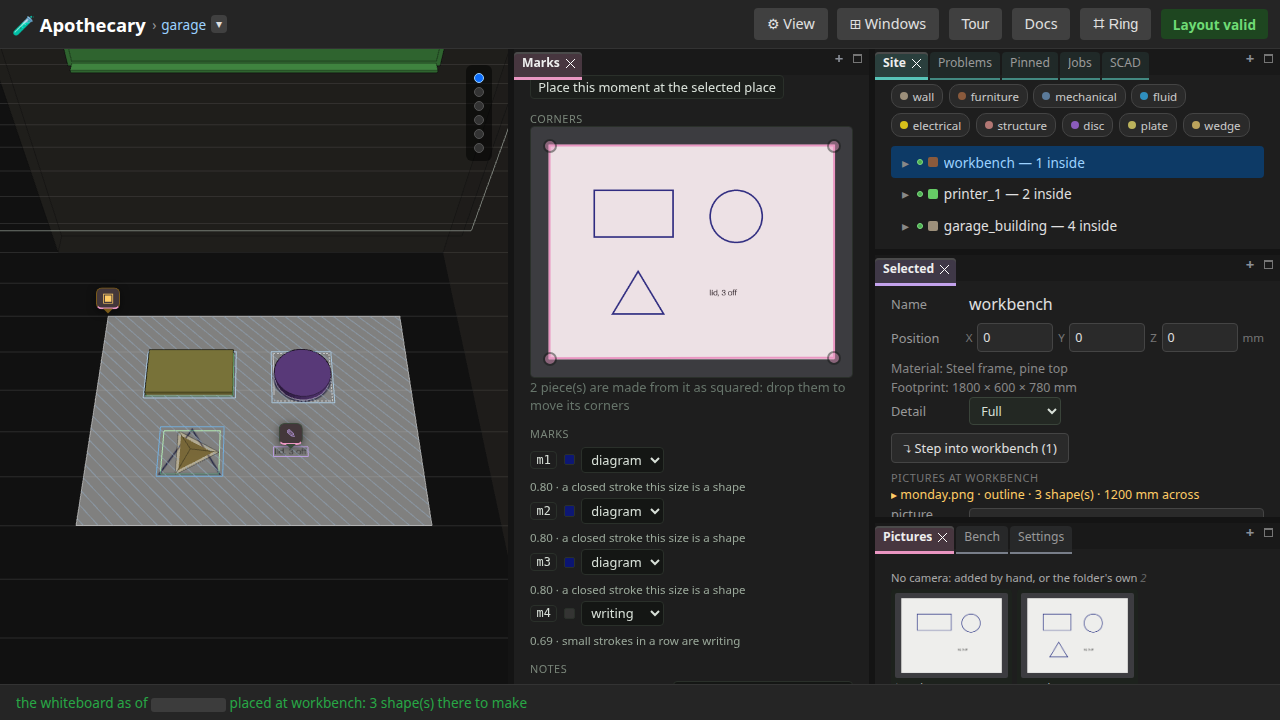 Apothecary › garage ▾
⚙ View
⊞ Windows
Tour
Docs
⌗ Ring
Layout valid
Marks
Place this moment at the selected place
CORNERS
lid, 3 off
2 piece(s) are made from it as squared: drop them to
move its corners
MARKS
m1 diagram
0.80 · a closed stroke this size is a shape
m2 diagram
0.80 · a closed stroke this size is a shape
m3 diagram
0.80 · a closed stroke this size is a shape
m4 writing
0.69 · small strokes in a row are writing
NOTES
Site
Problems
Pinned
Jobs
SCAD
wall
furniture
mechanical
fluid
electrical
structure
disc
plate
wedge
workbench — 1 inside
printer_1 — 2 inside
garage_building — 4 inside
Selected
Name workbench
Position X 0 Y 0 Z 0 mm
Material: Steel frame, pine top
Footprint: 1800 × 600 × 780 mm
Detail Full
⤵ Step into workbench (1)
PICTURES AT WORKBENCH
▸ monday.png · outline · 3 shape(s) · 1200 mm across
picture
Pictures
Bench
Settings
No camera: added by hand, or the folder's own 2
the whiteboard as of placed at workbench: 3 shape(s) there to make